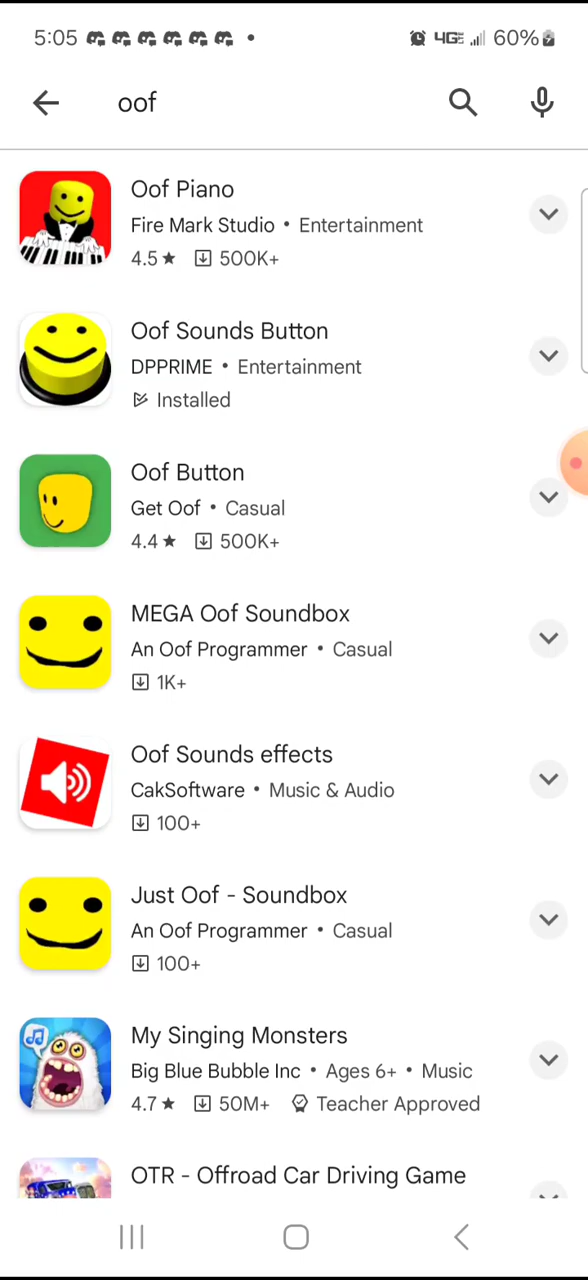 5:05 4GE 60%
oof
Oof Piano
Fire Mark Studio • Entertainment
4.5★ 500K+
Oof Sounds Button
DPPRIME • Entertainment
Installed
Oof Button
Get Oof • Casual
4.4★ 500K+
MEGA Oof Soundbox
An Oof Programmer • Casual
1K+
Oof Sounds effects
CakSoftware • Music & Audio
100+
Just Oof - Soundbox
An Oof Programmer • Casual
100+
My Singing Monsters
Big Blue Bubble Inc • Ages 6+ • Music
4.7★ 50M+ Teacher Approved
OTR - Offroad Car Driving Game